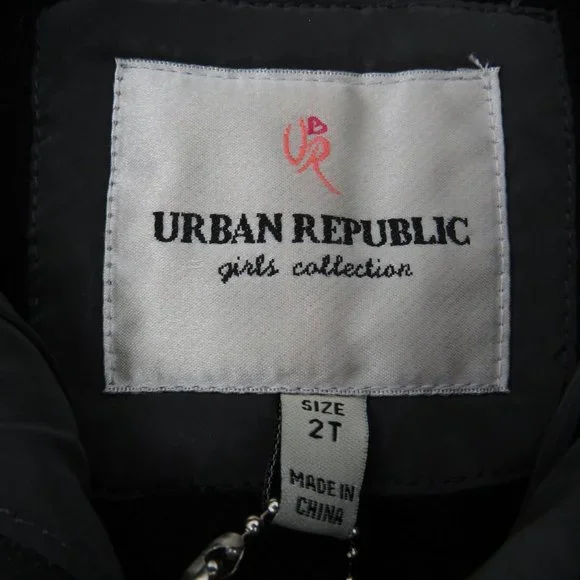 UR
URBAN REPUBLIC
girls collection
SIZE
2T
MADE IN
CHINA